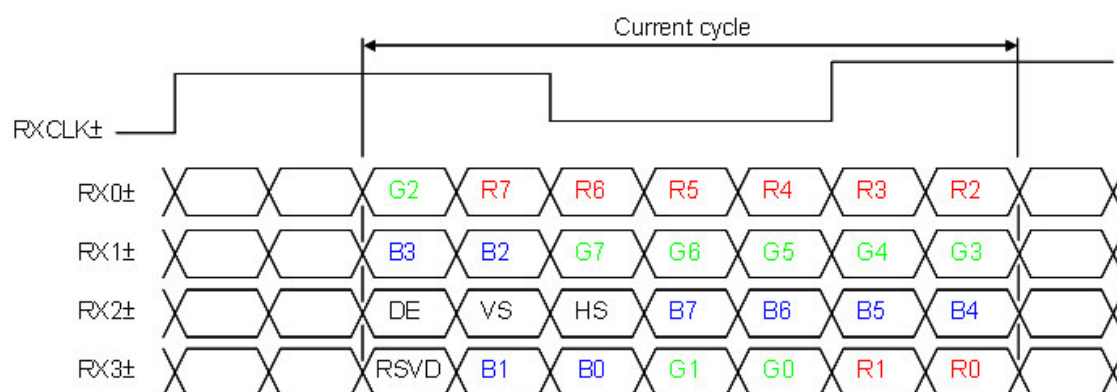 Current cycle
RXCLK±
RX0± G2 R7 R6 R5 R4 R3 R2
RX1± B3 B2 G7 G6 G5 G4 G3
RX2± DE VS HS B7 B6 B5 B4
RX3± RSVD B1 B0 G1 G0 R1 R0